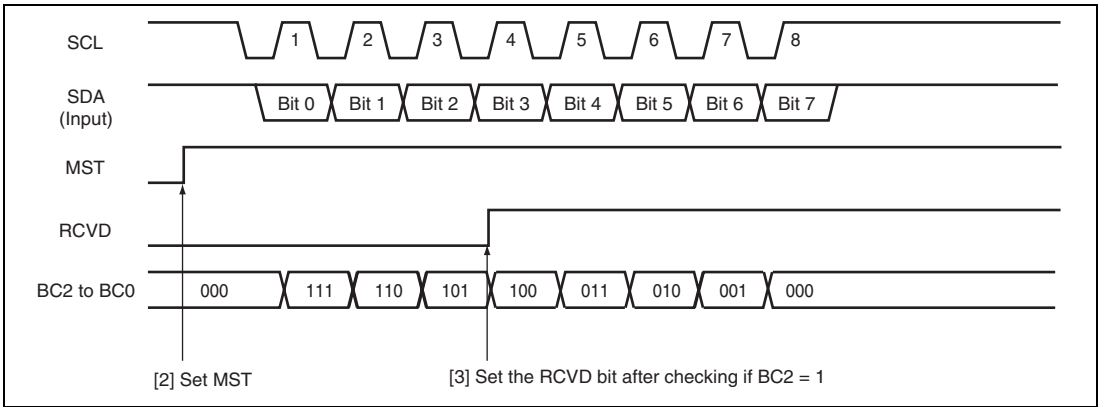 SCL 1 2 3 4 5 6 7 8
SDA
(Input) Bit 0 Bit 1 Bit 2 Bit 3 Bit 4 Bit 5 Bit 6 Bit 7
MST
RCVD
BC2 to BC0 000 111 110 101 100 011 010 001 000
[2] Set MST [3] Set the RCVD bit after checking if BC2 = 1